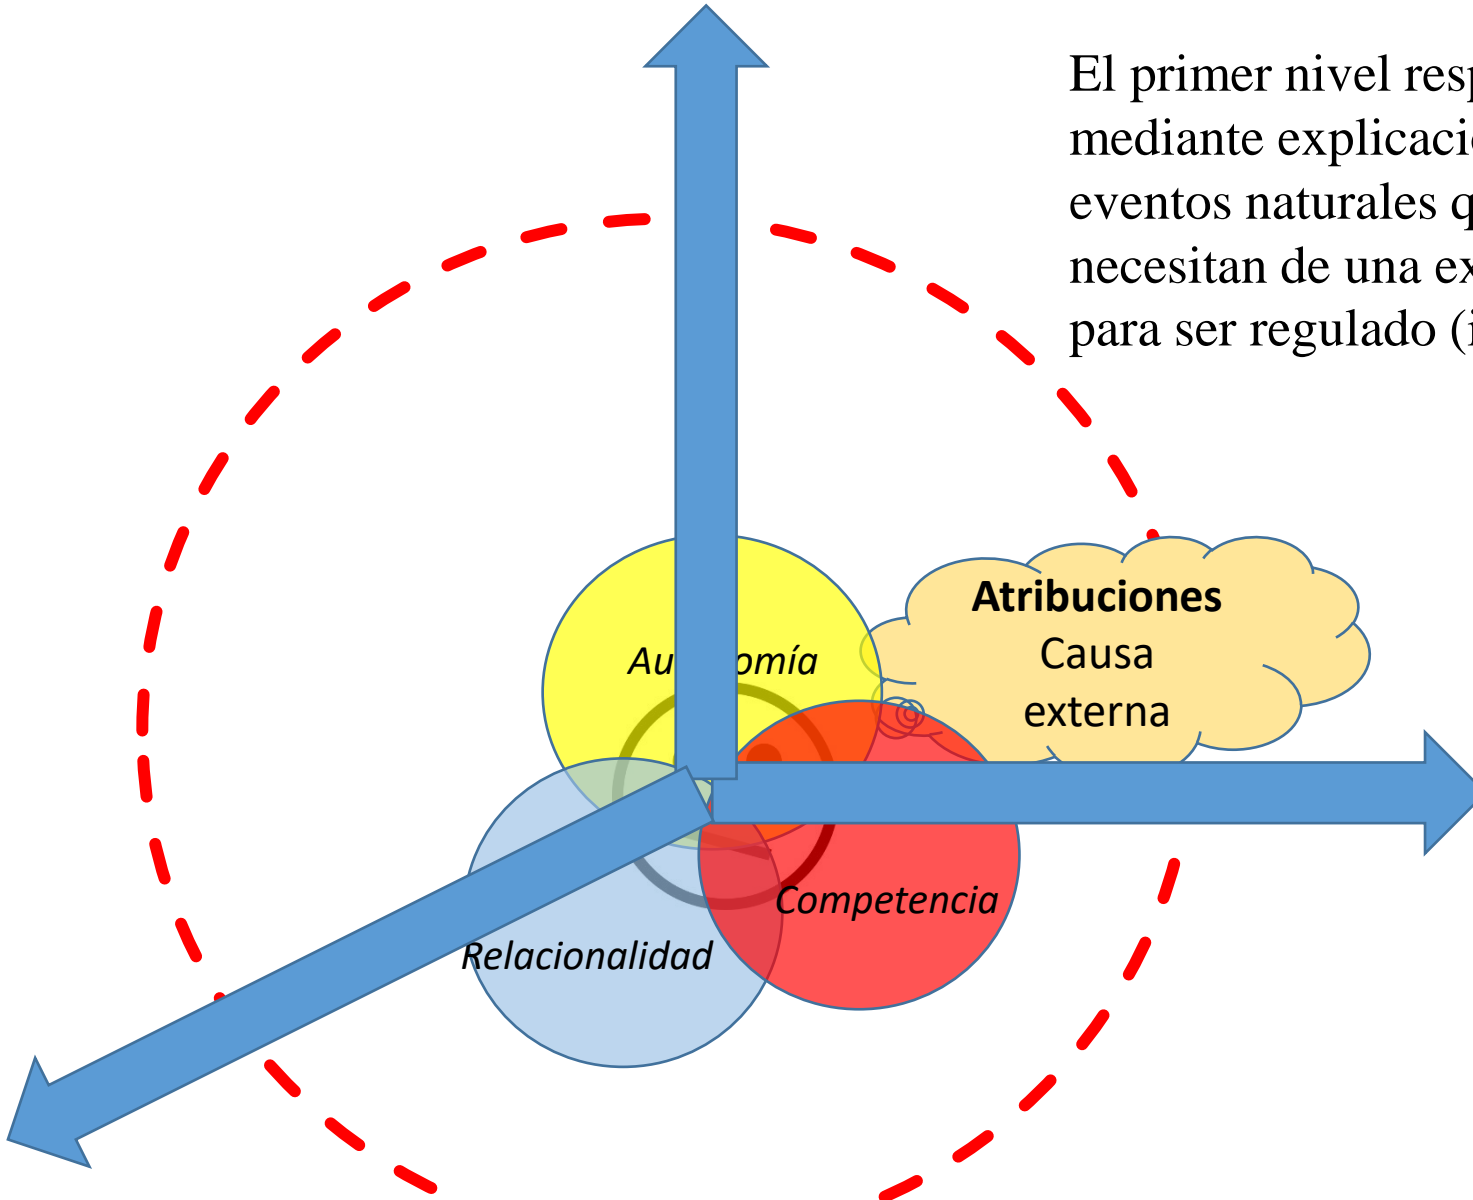 El primer nivel resp
mediante explicaci
eventos naturales q
necesitan de una ex
para ser regulado (i
Atribuciones
Causa
externa
Au omía
Competencia
Relacionalidad